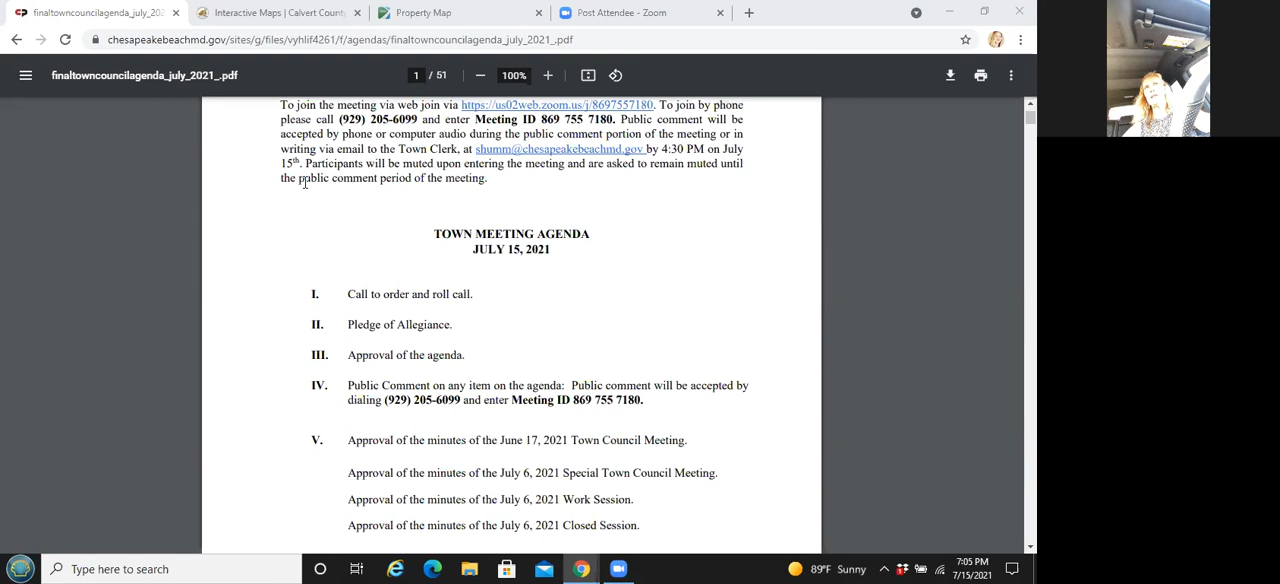 finaltowncouncilagenda_july_202
Interactive Maps | Calvert County
Property Map
Post Attendee - Zoom
chesapeakebeachmd.gov/sites/g/files/vyhlif4261/f/agendas/finaltowncouncilagenda_july_2021_.pdf
finaltowncouncilagenda_july_2021_.pdf
1 / 51
100%
To join the meeting via web join via https://us02web.zoom.us/j/8697557180. To join by phone
please call (929) 205-6099 and enter Meeting ID 869 755 7180. Public comment will be
accepted by phone or computer audio during the public comment portion of the meeting or in
writing via email to the Town Clerk, at shumm@chesapeakebeachmd.gov by 4:30 PM on July
15th. Participants will be muted upon entering the meeting and are asked to remain muted until
the public comment period of the meeting.
TOWN MEETING AGENDA
JULY 15, 2021
I. Call to order and roll call.
II. Pledge of Allegiance.
III. Approval of the agenda.
IV. Public Comment on any item on the agenda: Public comment will be accepted by
dialing (929) 205-6099 and enter Meeting ID 869 755 7180.
V. Approval of the minutes of the June 17, 2021 Town Council Meeting.
Approval of the minutes of the July 6, 2021 Special Town Council Meeting.
Approval of the minutes of the July 6, 2021 Work Session.
Approval of the minutes of the July 6, 2021 Closed Session.
Type here to search
89°F Sunny
7:05 PM
7/15/2021